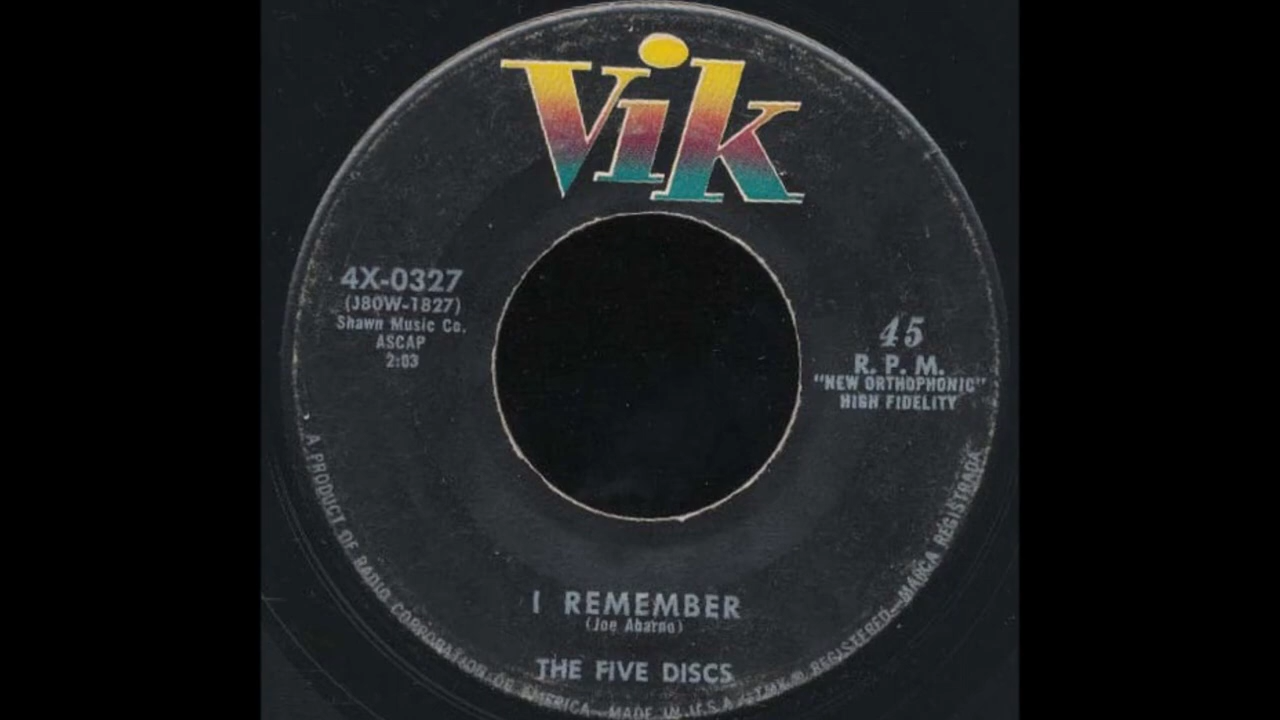 Vik
4X-0327
(J80W-1827)
Shawn Music Co.
ASCAP
2:03
45
R. P. M.
"NEW ORTHOPHONIC"
HIGH FIDELITY
I REMEMBER
(Joe Abarno)
THE FIVE DISCS
A PRODUCT OF RADIO CORPORATION OF AMERICA—MADE IN U.S.A.—TMK ® REGISTERED—MARCA REGISTRADA